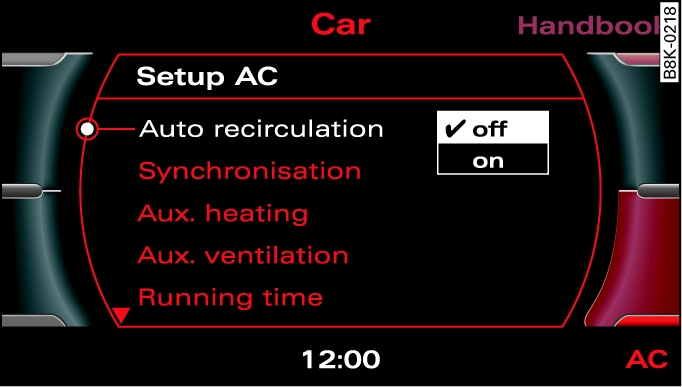 Car
Handbook
B8K-0218
Setup AC
Auto recirculation
✔ off
on
Synchronisation
Aux. heating
Aux. ventilation
Running time
12:00
AC